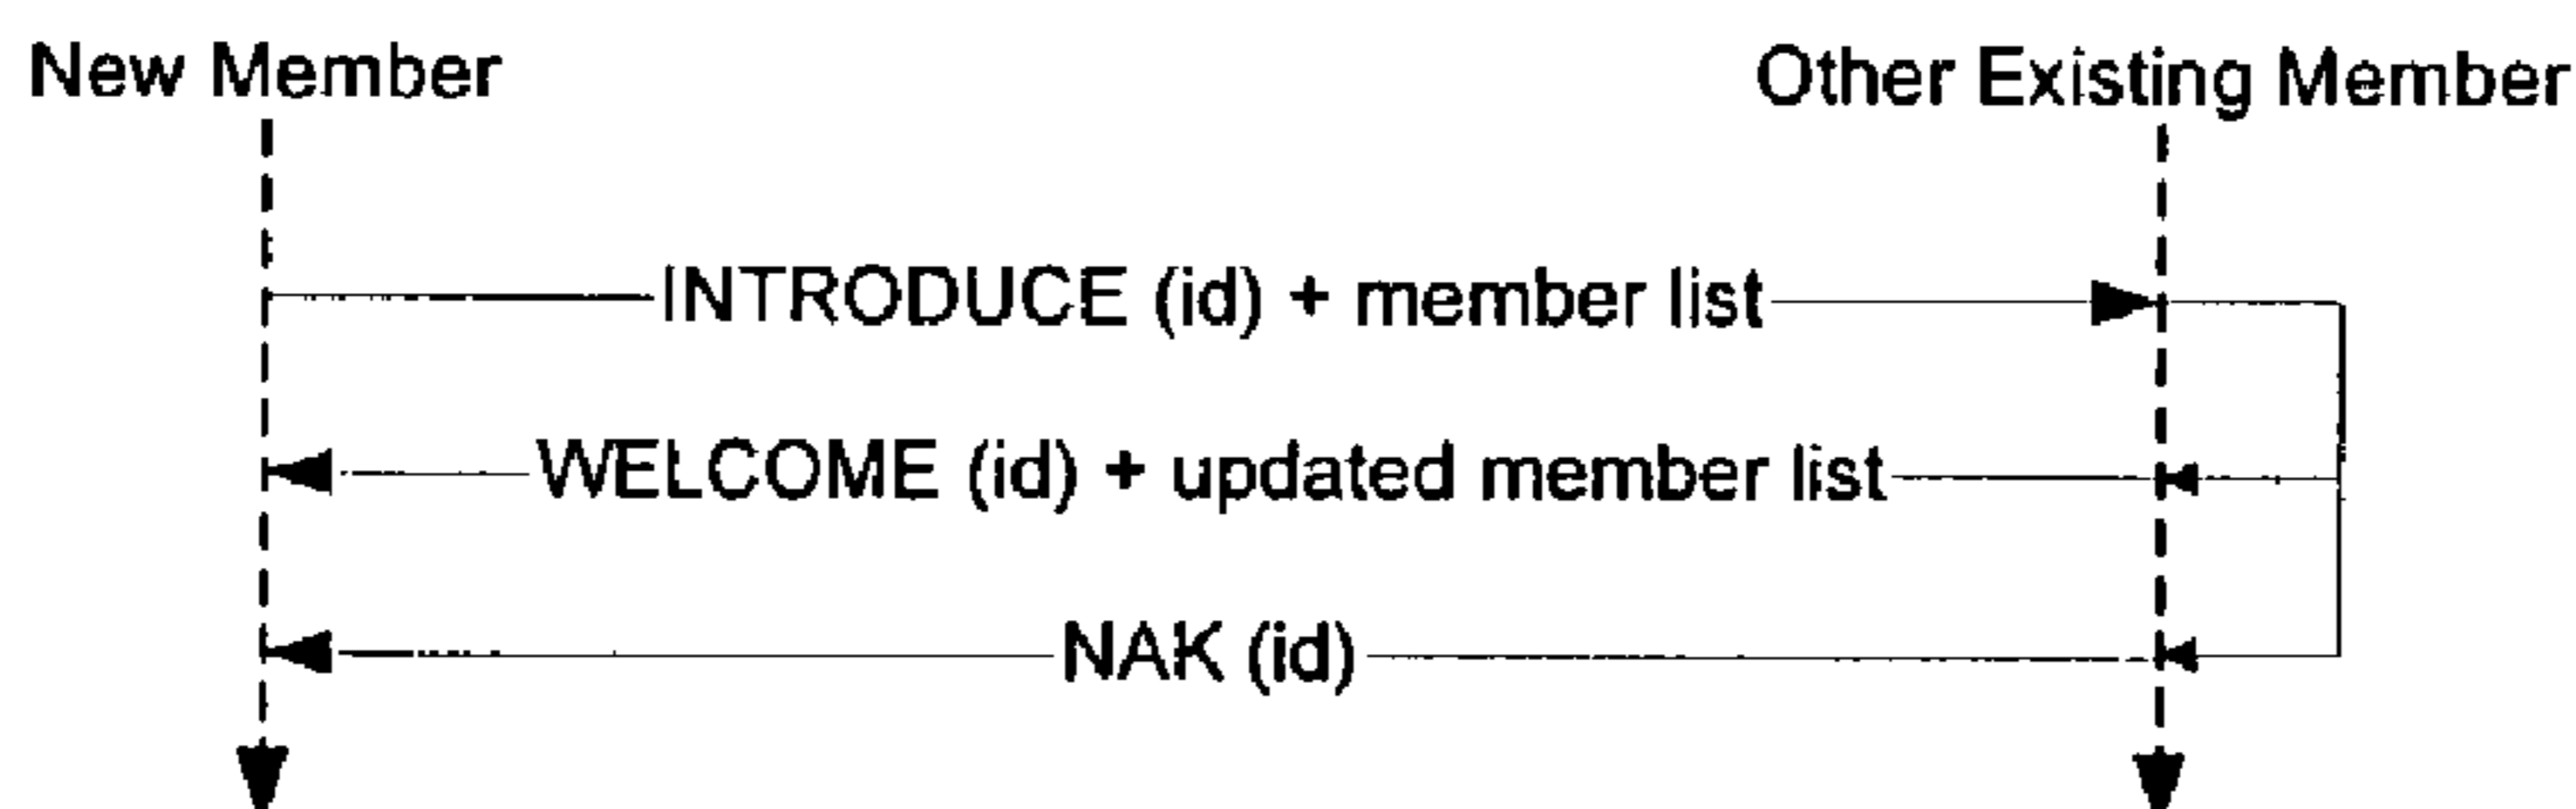 New Member
Other Existing Member
INTRODUCE (id) + member list
WELCOME (id) + updated member list
NAK (id)